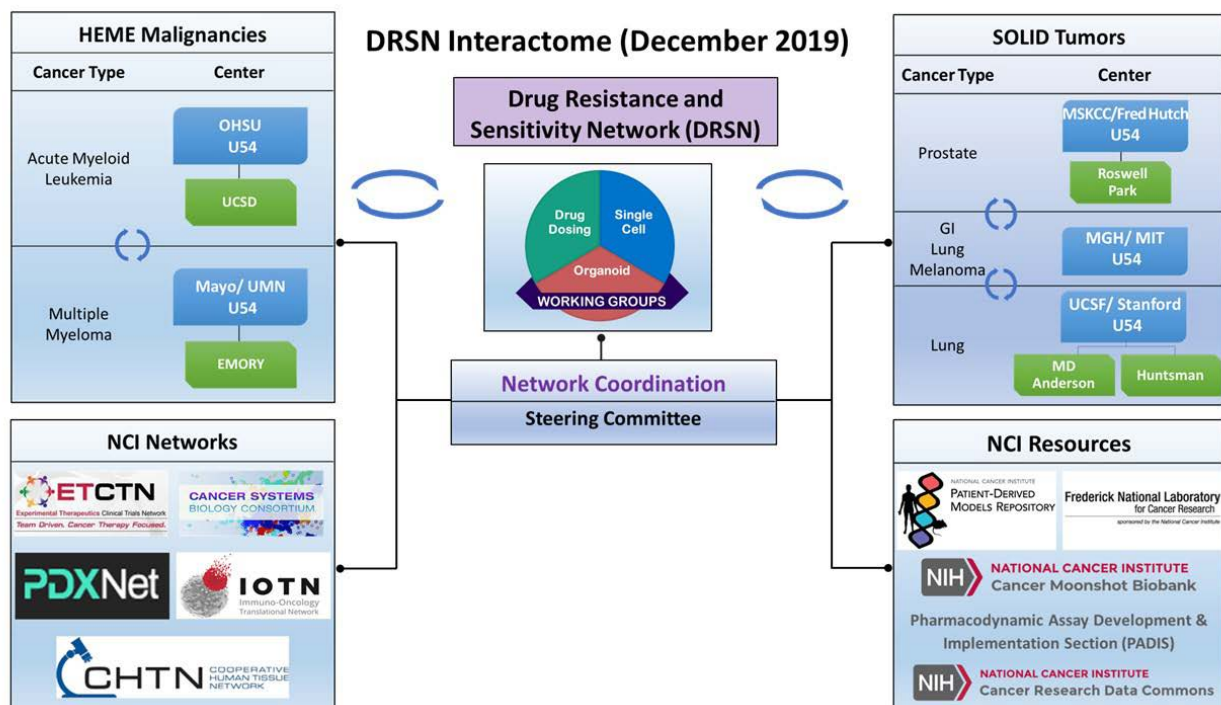 DRSN Interactome (December 2019)
HEME Malignancies
Cancer Type
Center
Acute Myeloid
Leukemia
OHSU
U54
UCSD
Multiple
Myeloma
Mayo/ UMN
U54
EMORY
Drug Resistance and
Sensitivity Network (DRSN)
Drug
Dosing
Single
Cell
Organoid
WORKING GROUPS
Network Coordination
Steering Committee
SOLID Tumors
Cancer Type
Center
Prostate
MSKCC/Fred Hutch
U54
Roswell
Park
GI
Lung
Melanoma
MGH/ MIT
U54
Lung
UCSF/ Stanford
U54
MD
Anderson
Huntsman
NCI Networks
ETCTN
Experimental Therapeutics Clinical Trials Network
Team Driven. Cancer Therapy Focused.
CANCER SYSTEMS
BIOLOGY CONSORTIUM
PDXNet
IOTN
Immuno-Oncology
Translational Network
CHTN
COOPERATIVE
HUMAN TISSUE
NETWORK
NCI Resources
NATIONAL CANCER INSTITUTE
PATIENT-DERIVED
MODELS REPOSITORY
Frederick National Laboratory
for Cancer Research
sponsored by the National Cancer Institute
NIH
NATIONAL CANCER INSTITUTE
Cancer Moonshot Biobank
Pharmacodynamic Assay Development &
Implementation Section (PADIS)
NIH
NATIONAL CANCER INSTITUTE
Cancer Research Data Commons